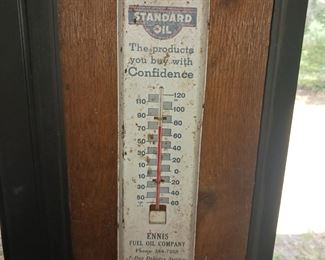 STANDARD
OIL
The products
you buy with
Confidence
120
110 100
90 80
70 60
50 40
30 20
10 0
10 20
30 40
50 60
ENNIS
FUEL OIL COMPANY